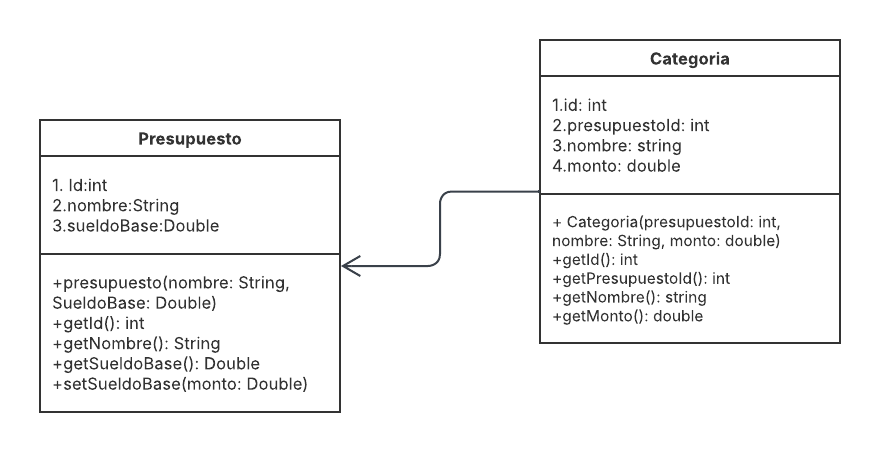 Presupuesto
1. Id:int
2.nombre:String
3.sueldoBase:Double
+presupuesto(nombre: String,
SueldoBase: Double)
+getId(): int
+getNombre(): String
+getSueldoBase(): Double
+setSueldoBase(monto: Double)
Categoria
1.id: int
2.presupuestoId: int
3.nombre: string
4.monto: double
+ Categoria(presupuestoId: int,
nombre: String, monto: double)
+getId(): int
+getPresupuestoId(): int
+getNombre(): string
+getMonto(): double